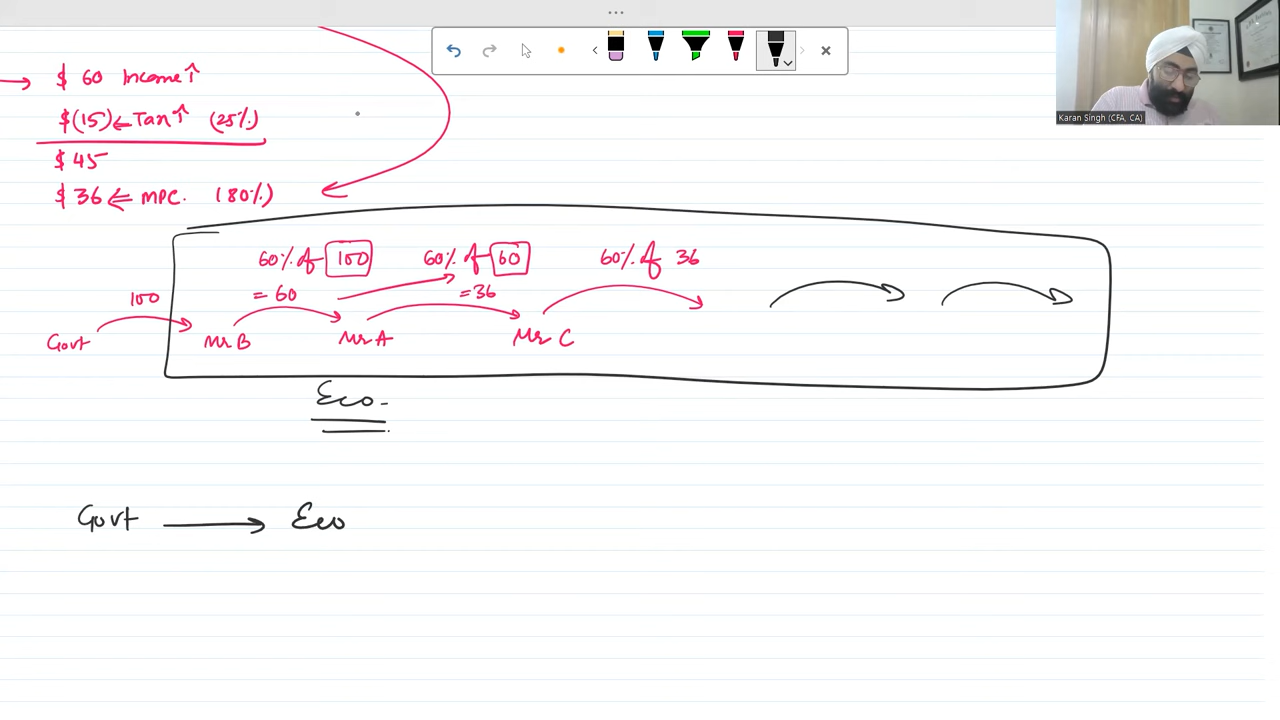 $ 60 Income↑
$(15)← Tax↑ (25%)
$ 45
$ 36 ⇐ MPC. (80%)
60% of 100 60% of 60 60% of 36
100 = 60 = 36
Govt Mr B Mr A Mr C
Eco-
Govt → Eco
Karan Singh (CFA, CA)